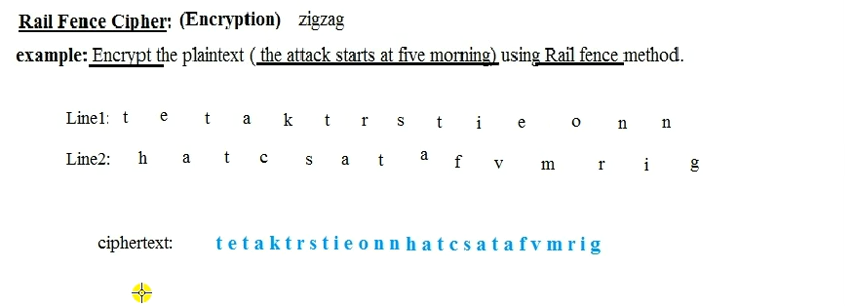 Rail Fence Cipher: (Encryption) zigzag
example: Encrypt the plaintext ( the attack starts at five morning) using Rail fence method.
Line1: t e t a k t r s t i e o n n
Line2: h a t c s a t a f v m r i g
ciphertext: t e t a k t r s t i e o n n h a t c s a t a f v m r i g